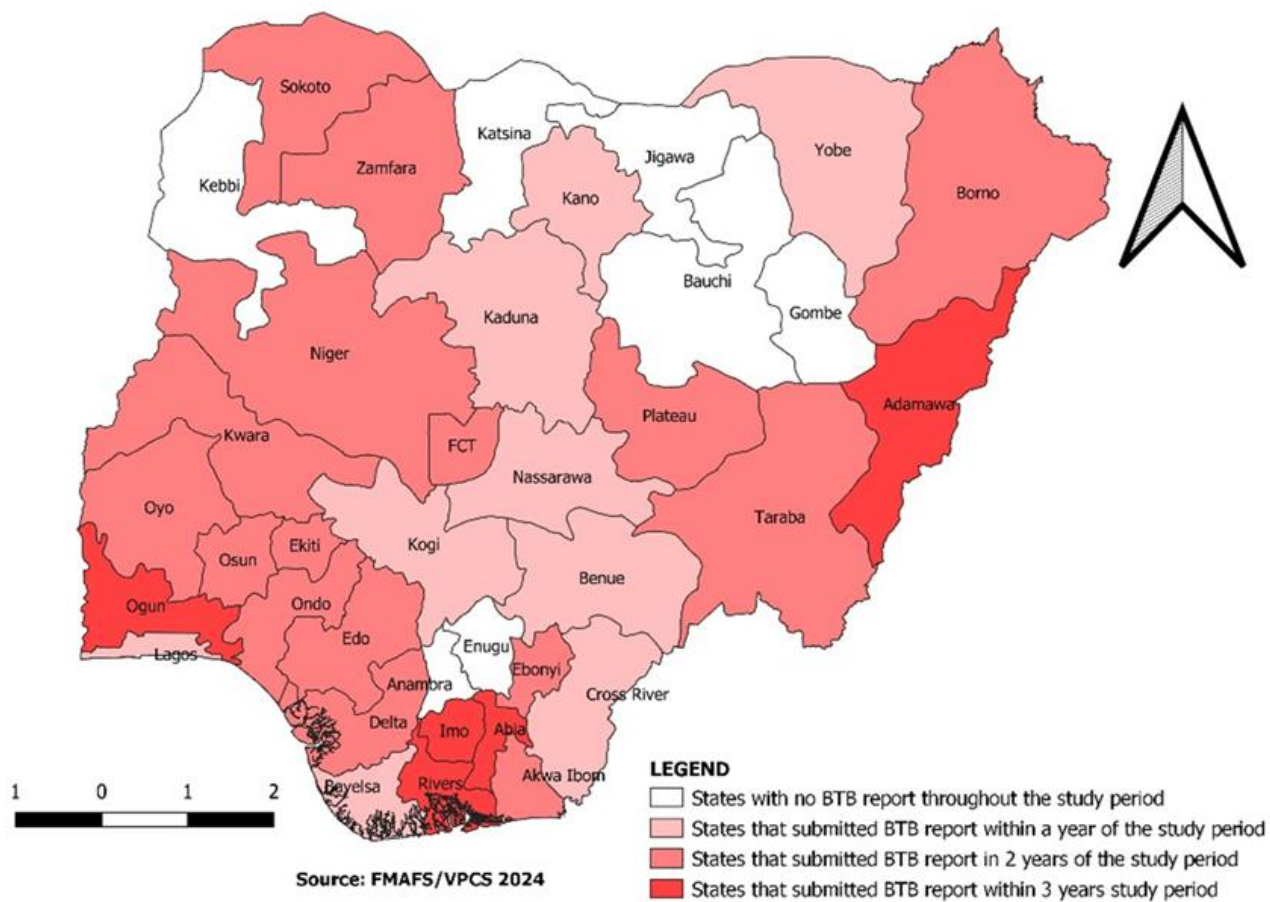 Sokoto
Katsina
Yobe
Jigawa
Zamfara
Kebbi
Kano
Borno
Bauchi
Gombe
Kaduna
Niger
Adamawa
Plateau
Kwara
FCT
Nassarawa
Oyo
Taraba
Kogi
Ekiti
Osun
Benue
Ogun
Ondo
Edo
Enugu
Lagos
Ebonyi
Anambra
Cross River
Delta
Imo
Abia
Akwa Ibom
Bayelsa
Rivers
LEGEND
States with no BTB report throughout the study period
States that submitted BTB report within a year of the study period
States that submitted BTB report in 2 years of the study period
States that submitted BTB report within 3 years study period
1 0 1 2
Source: FMAFS/VPCS 2024